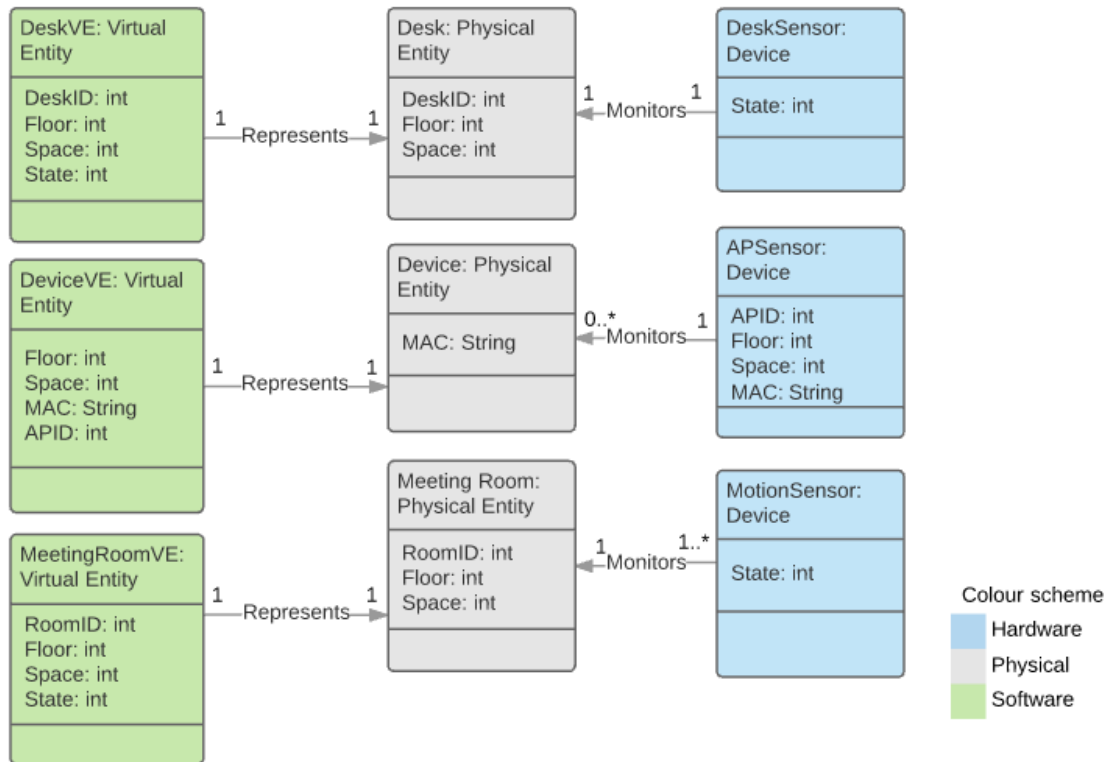 DeskVE: Virtual
Entity
DeskID: int
Floor: int
Space: int
State: int
1
Represents
1
Desk: Physical
Entity
DeskID: int
Floor: int
Space: int
1
Monitors
1
DeskSensor:
Device
State: int
DeviceVE: Virtual
Entity
Floor: int
Space: int
MAC: String
APID: int
1
Represents
1
Device: Physical
Entity
MAC: String
0..*
Monitors
1
APSensor:
Device
APID: int
Floor: int
Space: int
MAC: String
MeetingRoomVE:
Virtual Entity
RoomID: int
Floor: int
Space: int
State: int
1
Represents
1
Meeting Room:
Physical Entity
RoomID: int
Floor: int
Space: int
1
Monitors
1..*
MotionSensor:
Device
State: int
Colour scheme
Hardware
Physical
Software